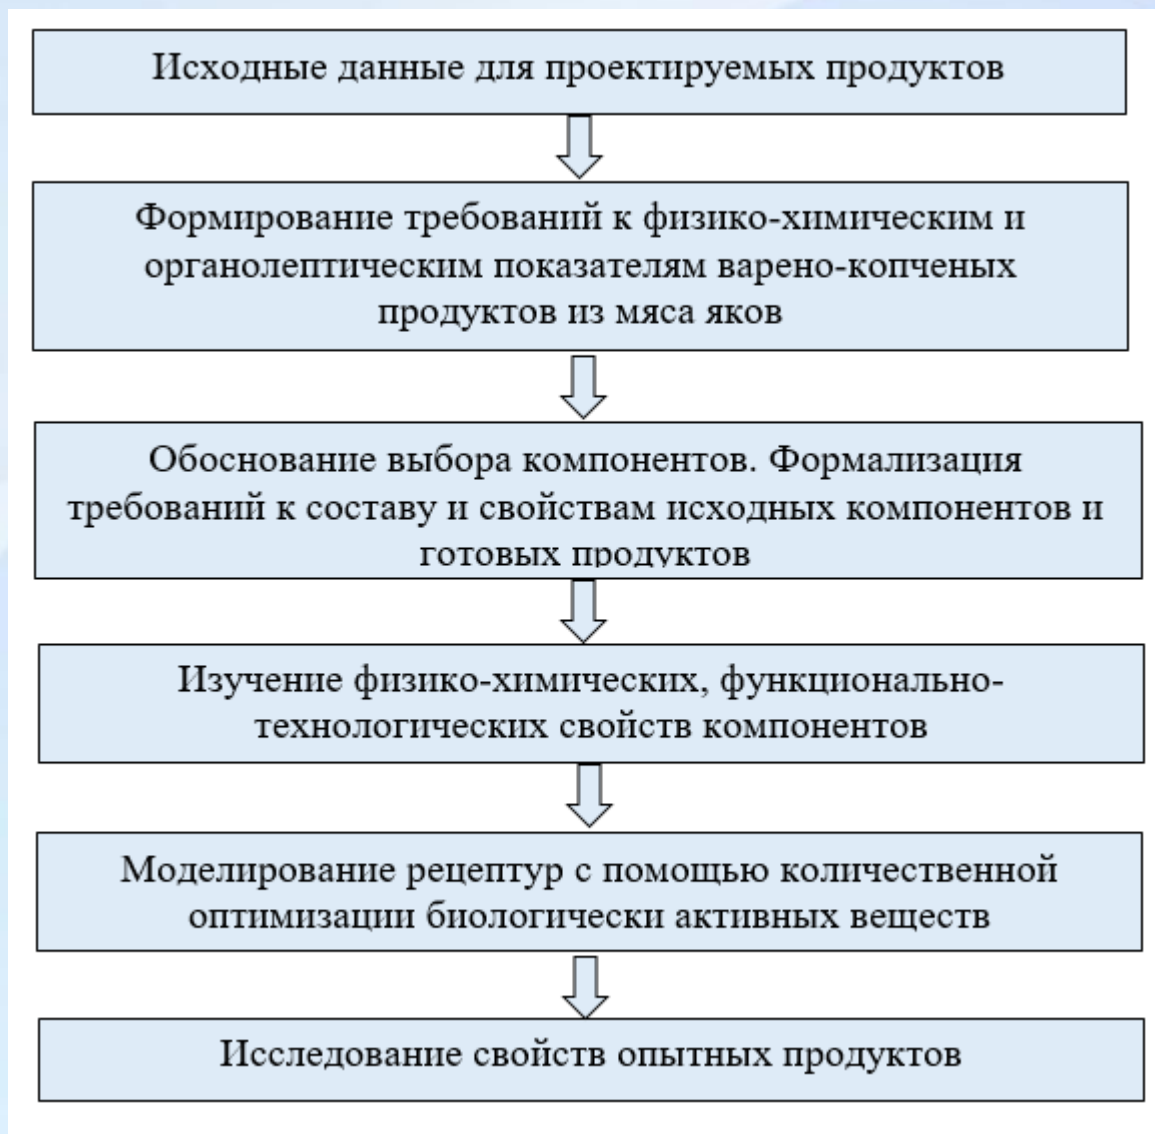 Исходные данные для проектируемых продуктов
Формирование требований к физико-химическим и
органолептическим показателям варено-копченых
продуктов из мяса яков
Обоснование выбора компонентов. Формализация
требований к составу и свойствам исходных компонентов и
готовых продуктов
Изучение физико-химических, функционально-
технологических свойств компонентов
Моделирование рецептур с помощью количественной
оптимизации биологически активных веществ
Исследование свойств опытных продуктов